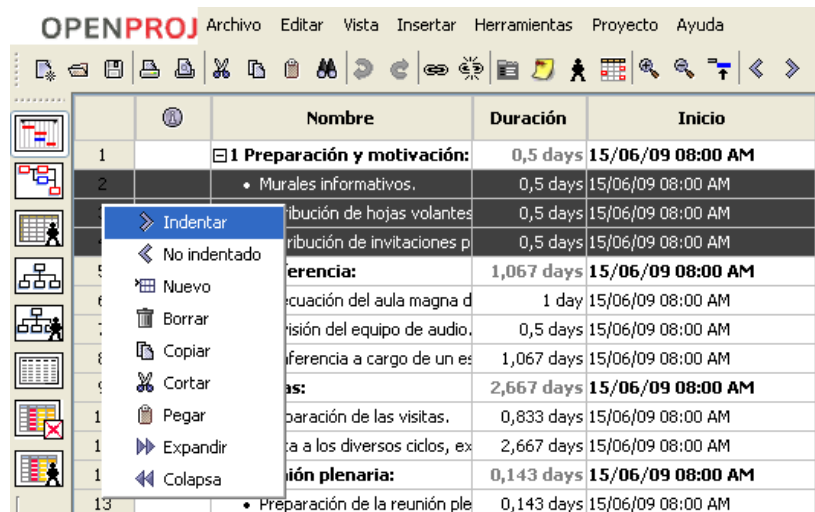 OPENPROJ Archivo Editar Vista Insertar Herramientas Proyecto Ayuda
Nombre Duración Inicio
1 1 Preparación y motivación: 0,5 days 15/06/09 08:00 AM
2 • Murales informativos. 0,5 days 15/06/09 08:00 AM
Indentar ribución de hojas volantes 0,5 days 15/06/09 08:00 AM
tribución de invitaciones p 0,5 days 15/06/09 08:00 AM
No indentado
ferencia: 1,067 days 15/06/09 08:00 AM
Nuevo
ecuación del aula magna d 1 day 15/06/09 08:00 AM
Borrar
visión del equipo de audio. 0,5 days 15/06/09 08:00 AM
Copiar
nferencia a cargo de un es 1,067 days 15/06/09 08:00 AM
Cortar
as: 2,667 days 15/06/09 08:00 AM
Pegar
paración de las visitas. 0,833 days 15/06/09 08:00 AM
Expandir
ta a los diversos ciclos, ex 2,667 days 15/06/09 08:00 AM
Colapsa
nión plenaria: 0,143 days 15/06/09 08:00 AM
13 • Preparación de la reunión ple 0,143 days 15/06/09 08:00 AM